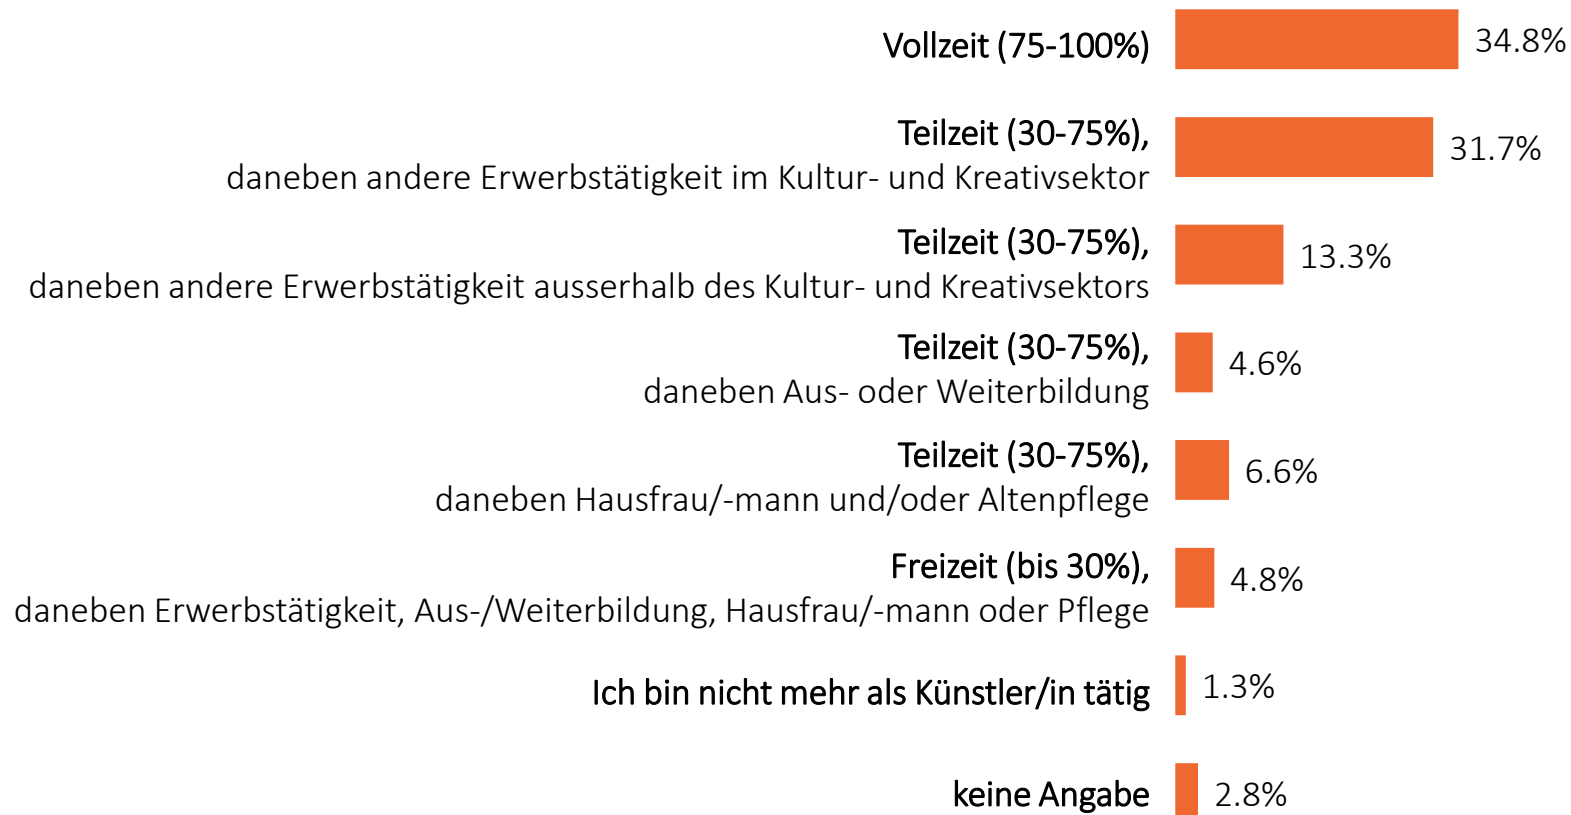 Vollzeit (75-100%)
34.8%
Teilzeit (30-75%),
daneben andere Erwerbstätigkeit im Kultur- und Kreativsektor
31.7%
Teilzeit (30-75%),
daneben andere Erwerbstätigkeit ausserhalb des Kultur- und Kreativsektors
13.3%
Teilzeit (30-75%),
daneben Aus- oder Weiterbildung
4.6%
Teilzeit (30-75%),
daneben Hausfrau/-mann und/oder Altenpflege
6.6%
Freizeit (bis 30%),
daneben Erwerbstätigkeit, Aus-/Weiterbildung, Hausfrau/-mann oder Pflege
4.8%
Ich bin nicht mehr als Künstler/in tätig
1.3%
keine Angabe
2.8%